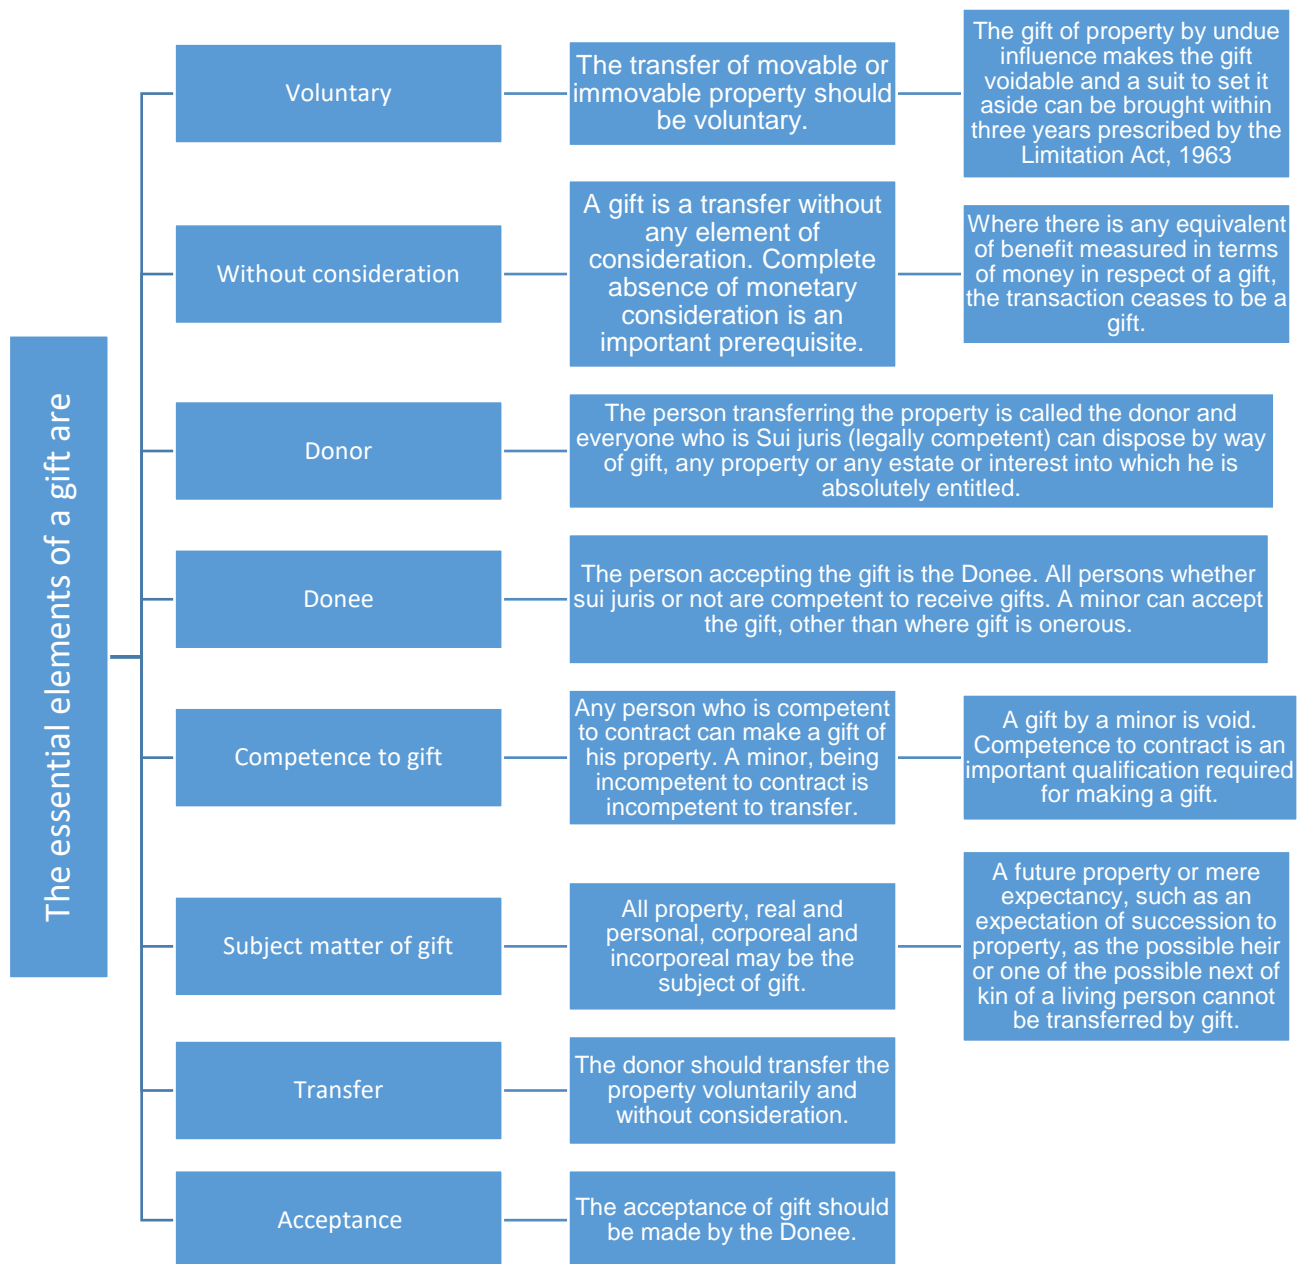 The essential elements of a gift are
Voluntary
The transfer of movable or
immovable property should
be voluntary.
The gift of property by undue
influence makes the gift
voidable and a suit to set it
aside can be brought within
three years prescribed by the
Limitation Act, 1963
Without consideration
A gift is a transfer without
any element of
consideration. Complete
absence of monetary
consideration is an
important prerequisite.
Where there is any equivalent
of benefit measured in terms
of money in respect of a gift,
the transaction ceases to be a
gift.
Donor
The person transferring the property is called the donor and
everyone who is Sui juris (legally competent) can dispose by way
of gift, any property or any estate or interest into which he is
absolutely entitled.
Donee
The person accepting the gift is the Donee. All persons whether
sui juris or not are competent to receive gifts. A minor can accept
the gift, other than where gift is onerous.
Competence to gift
Any person who is competent
to contract can make a gift of
his property. A minor, being
incompetent to contract is
incompetent to transfer.
A gift by a minor is void.
Competence to contract is an
important qualification required
for making a gift.
Subject matter of gift
All property, real and
personal, corporeal and
incorporeal may be the
subject of gift.
A future property or mere
expectancy, such as an
expectation of succession to
property, as the possible heir
or one of the possible next of
kin of a living person cannot
be transferred by gift.
Transfer
The donor should transfer the
property voluntarily and
without consideration.
Acceptance
The acceptance of gift should
be made by the Donee.